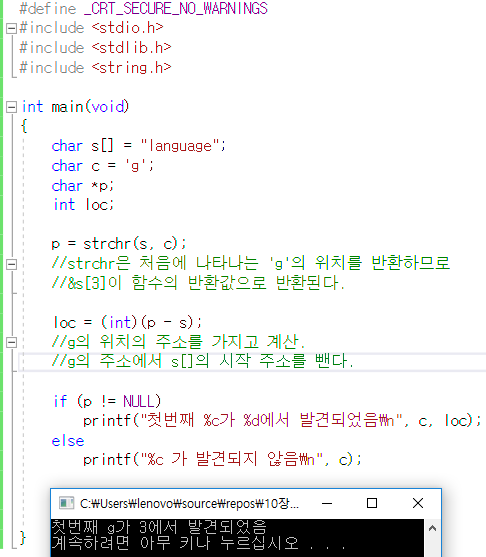 #define _CRT_SECURE_NO_WARNINGS
#include <stdio.h>
#include <stdlib.h>
#include <string.h>
int main(void)
{
char s[] = "language";
char c = 'g';
char *p;
int loc;
p = strchr(s, c);
//strchr은 처음에 나타나는 'g'의 위치를 반환하므로
//&s[3]이 함수의 반환값으로 반환된다.
loc = (int)(p - s);
//g의 위치의 주소를 가지고 계산.
//g의 주소에서 s[]의 시작 주소를 뺀다.
if (p != NULL)
printf("첫번째 %c가 %d에서 발견되었음₩n", c, loc);
else
printf("%c 가 발견되지 않음₩n", c);
C:₩Users₩lenovo₩source₩repos₩10장...
첫번째 g가 3에서 발견되었음
계속하려면 아무 키나 누르십시오 . . .
}